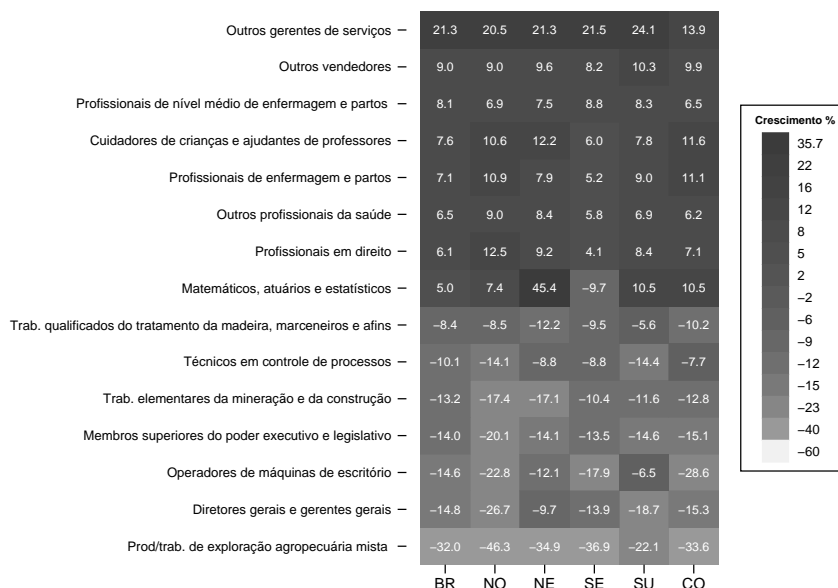 Outros gerentes de serviços – 21.3 20.5 21.3 21.5 24.1 13.9
Outros vendedores – 9.0 9.0 9.6 8.2 10.3 9.9
Profissionais de nível médio de enfermagem e partos – 8.1 6.9 7.5 8.8 8.3 6.5
Cuidadores de crianças e ajudantes de professores – 7.6 10.6 12.2 6.0 7.8 11.6
Profissionais de enfermagem e partos – 7.1 10.9 7.9 5.2 9.0 11.1
Outros profissionais da saúde – 6.5 9.0 8.4 5.8 6.9 6.2
Profissionais em direito – 6.1 12.5 9.2 4.1 8.4 7.1
Matemáticos, atuários e estatísticos – 5.0 7.4 45.4 −9.7 10.5 10.5
Trab. qualificados do tratamento da madeira, marceneiros e afins – −8.4 −8.5 −12.2 −9.5 −5.6 −10.2
Técnicos em controle de processos – −10.1 −14.1 −8.8 −8.8 −14.4 −7.7
Trab. elementares da mineração e da construção – −13.2 −17.4 −17.1 −10.4 −11.6 −12.8
Membros superiores do poder executivo e legislativo – −14.0 −20.1 −14.1 −13.5 −14.6 −15.1
Operadores de máquinas de escritório – −14.6 −22.8 −12.1 −17.9 −6.5 −28.6
Diretores gerais e gerentes gerais – −14.8 −26.7 −9.7 −13.9 −18.7 −15.3
Prod/trab. de exploração agropecuária mista – −32.0 −46.3 −34.9 −36.9 −22.1 −33.6
BR NO NE SE SU CO
Crescimento %
35.7
22
16
12
8
5
2
−2
−6
−9
−12
−15
−23
−40
−60